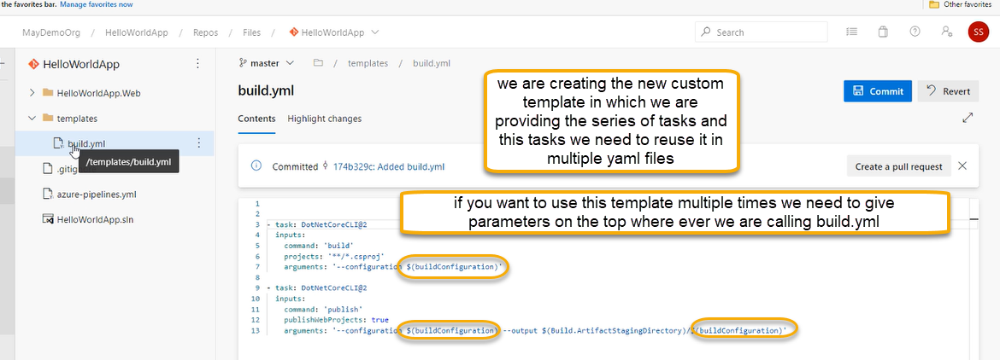 the favorites bar. Manage favorites now
Other favorites
MayDemoOrg / HelloWorldApp / Repos / Files / HelloWorldApp
Search
SS
HelloWorldApp
HelloWorldApp.Web
templates
build.yml
/templates/build.yml
.gitig
azure-pipelines.yml
HelloWorldApp.sln
master / templates / build.yml
build.yml
Commit
Revert
Contents Highlight changes
we are creating the new custom
template in which we are
providing the series of tasks and
this tasks we need to reuse it in
multiple yaml files
Committed 174b329c: Added build.yml
Create a pull request
if you want to use this template multiple times we need to give
parameters on the top where ever we are calling build.yml
1
2
3 - task: DotNetCoreCLI@2
4 inputs:
5 command: 'build'
6 projects: '**/*.csproj'
7 arguments: '--configuration $(buildConfiguration)'
8
9 - task: DotNetCoreCLI@2
10 inputs:
11 command: 'publish'
12 publishWebProjects: true
13 arguments: '--configuration $(buildConfiguration) --output $(Build.ArtifactStagingDirectory)/$(buildConfiguration)'